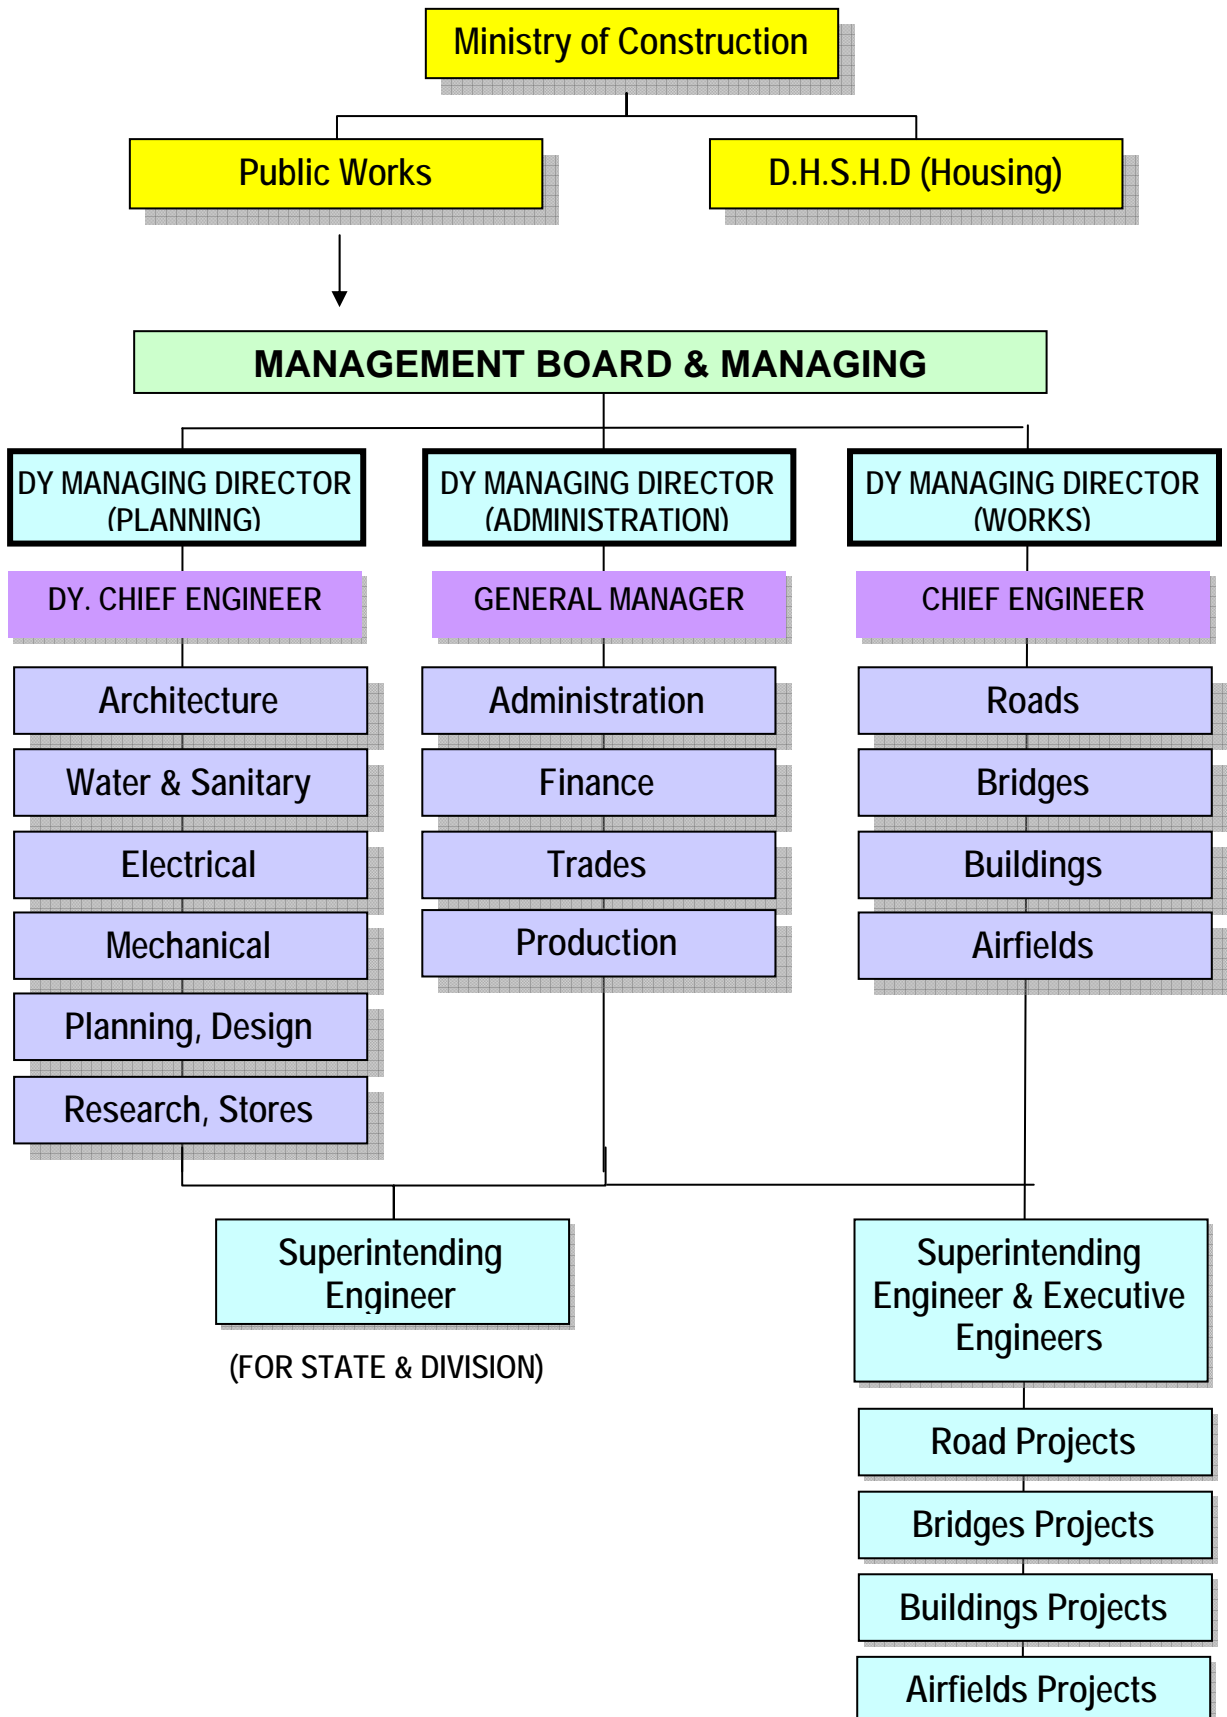 Ministry of Construction
Public Works
D.H.S.H.D (Housing)
MANAGEMENT BOARD & MANAGING
DY MANAGING DIRECTOR
(PLANNING)
DY MANAGING DIRECTOR
(ADMINISTRATION)
DY MANAGING DIRECTOR
(WORKS)
DY. CHIEF ENGINEER
GENERAL MANAGER
CHIEF ENGINEER
Architecture
Water & Sanitary
Electrical
Mechanical
Planning, Design
Research, Stores
Administration
Finance
Trades
Production
Roads
Bridges
Buildings
Airfields
Superintending
Engineer
(FOR STATE & DIVISION)
Superintending
Engineer & Executive
Engineers
Road Projects
Bridges Projects
Buildings Projects
Airfields Projects